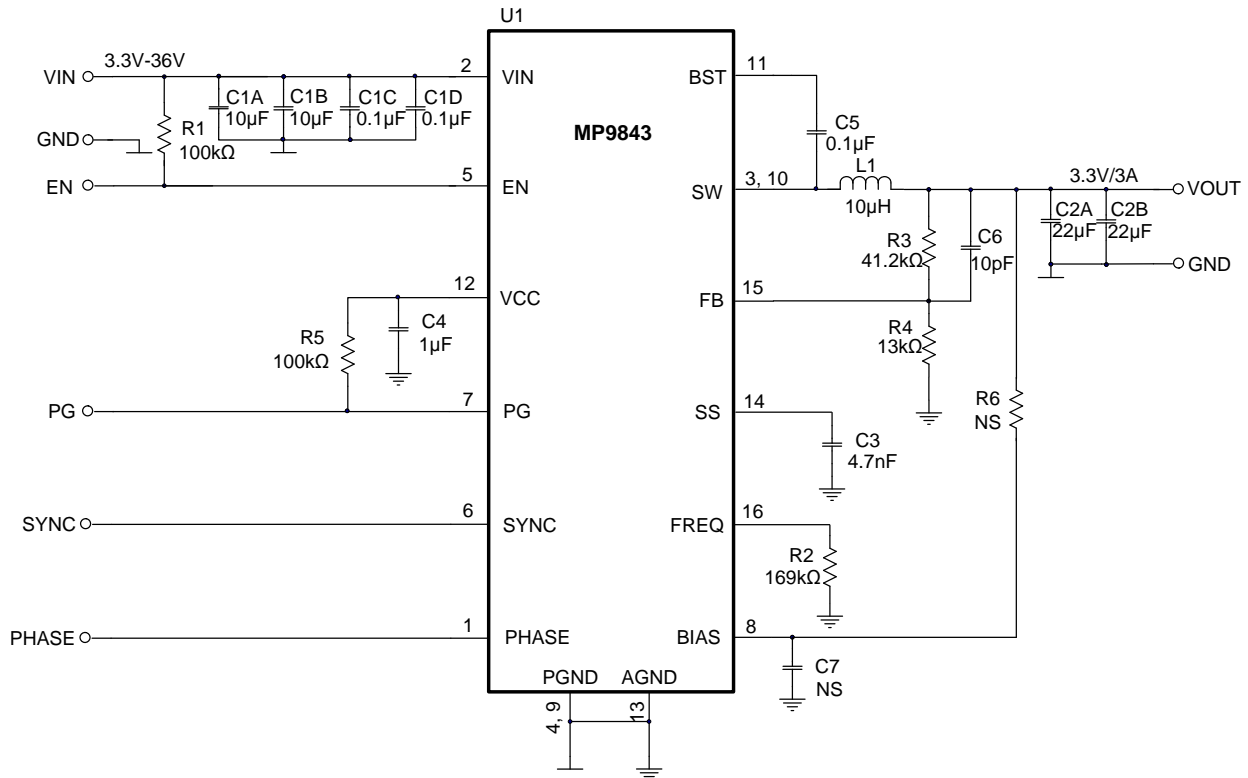 U1
3.3V-36V
VIN
2
VIN
C1A
10µF
C1B
10µF
C1C
0.1µF
C1D
0.1µF
R1
100kΩ
GND
EN
5
EN
MP9843
BST
11
C5
0.1µF
SW
3, 10
L1
10µH
3.3V/3A
VOUT
C2A
22µF
C2B
22µF
GND
R3
41.2kΩ
C6
10pF
FB
15
R4
13kΩ
12
VCC
C4
1µF
R5
100kΩ
PG
7
PG
SS
14
C3
4.7nF
R6
NS
SYNC
6
SYNC
FREQ
16
R2
169kΩ
PHASE
1
PHASE
BIAS
8
C7
NS
PGND
AGND
4, 9
13